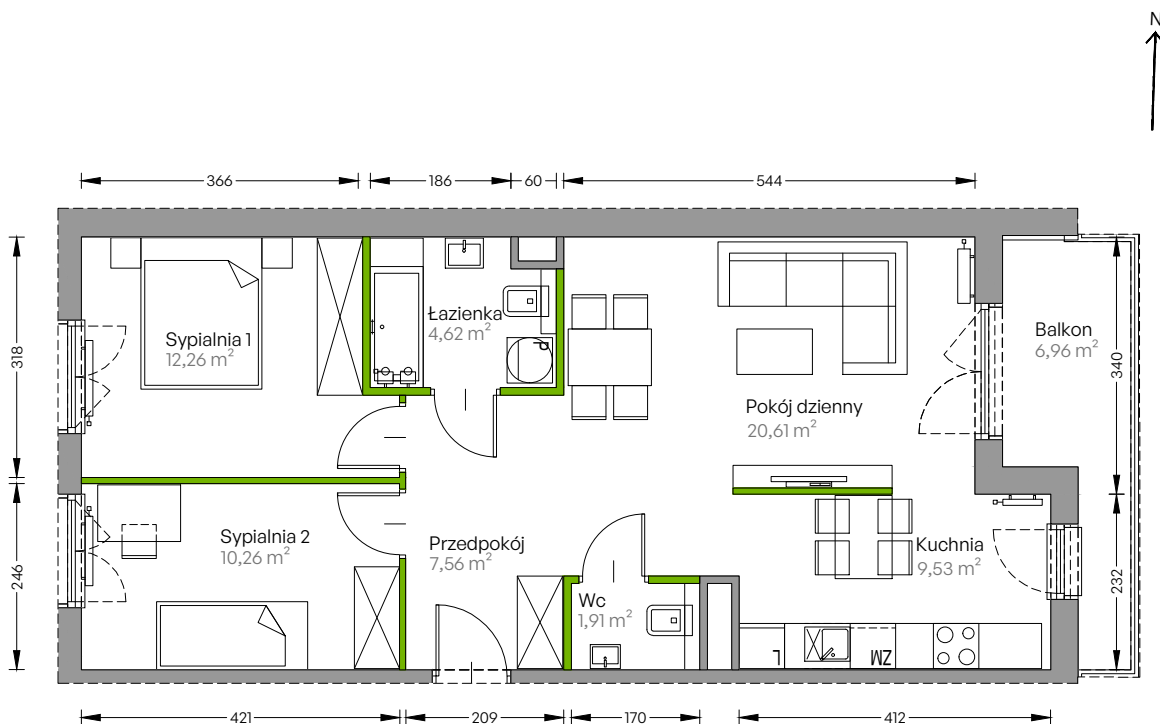 N
366
186
60
544
318
246
340
232
Sypialnia 1
12,26 m²
Łazienka
4,62 m²
P
Balkon
6,96 m²
Pokój dzienny
20,61 m²
Sypialnia 2
10,26 m²
Przedpokój
7,56 m²
Kuchnia
9,53 m²
Wc
1,91 m²
L
ZM
421
209
170
412